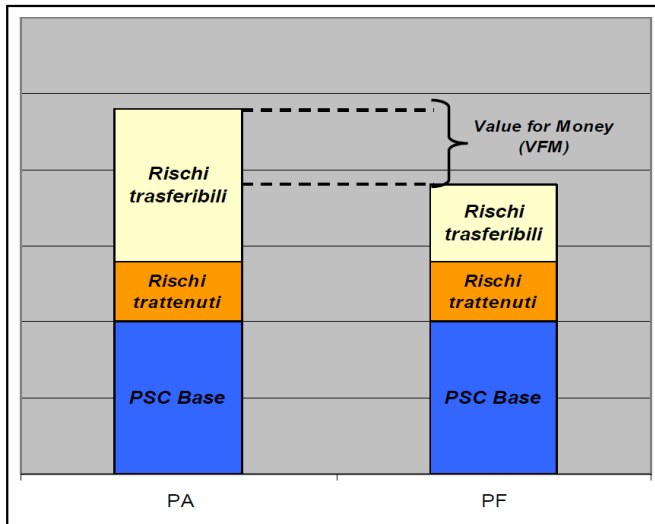 Value for Money
(VFM)
Rischi
trasferibili
Rischi
trasferibili
Rischi
trattenuti
Rischi
trattenuti
PSC Base
PSC Base
PA
PF